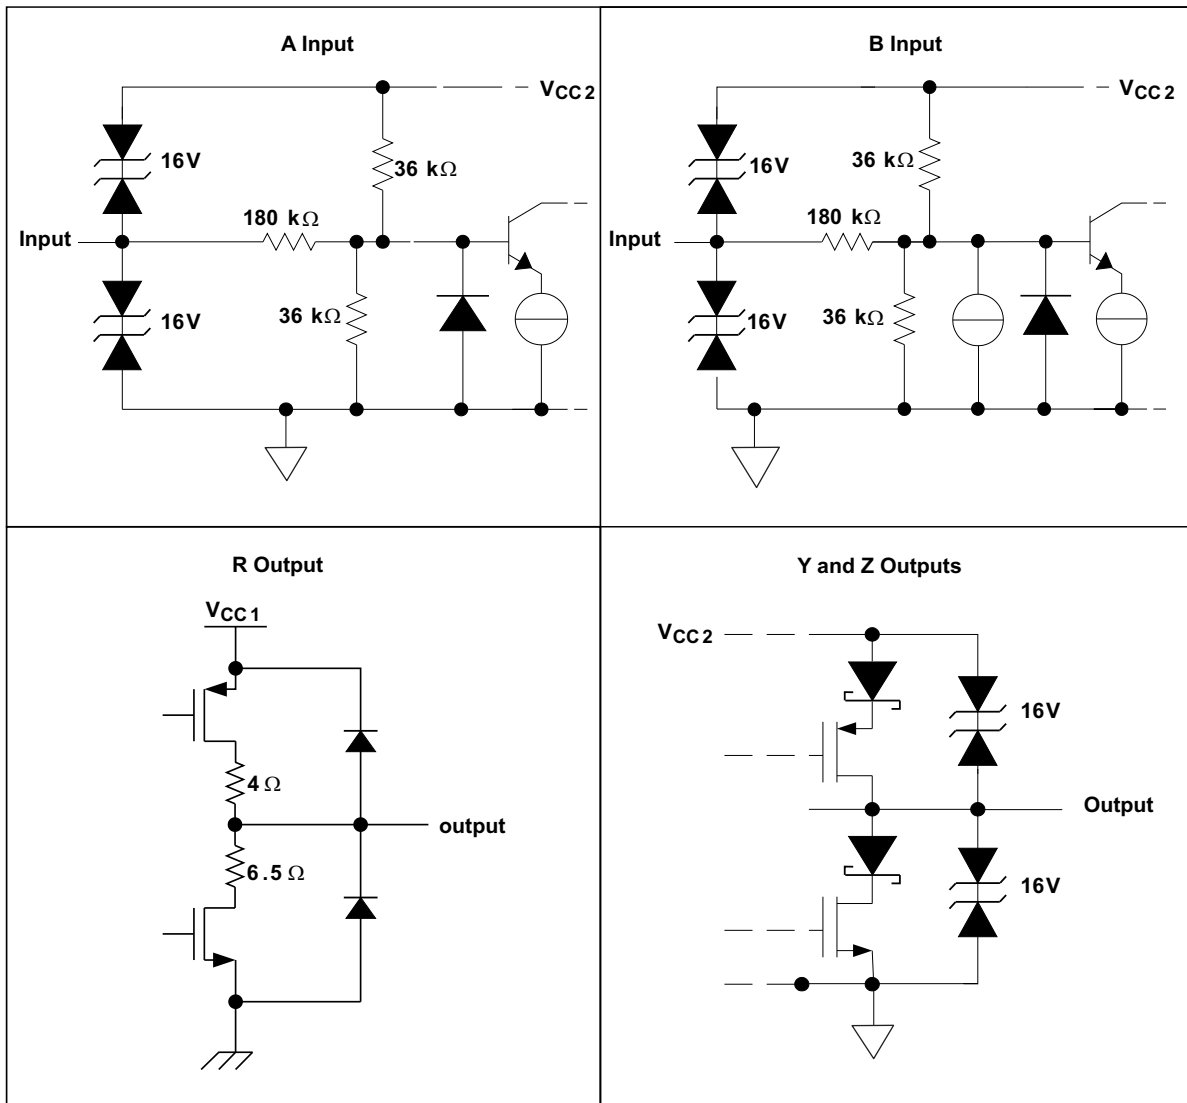 A Input
VCC2
16V
36 kΩ
180 kΩ
Input
16V
36 kΩ
B Input
VCC2
16V
36 kΩ
180 kΩ
Input
16V
36 kΩ
R Output
VCC1
4 Ω
output
6.5 Ω
Y and Z Outputs
VCC2
16V
Output
16V